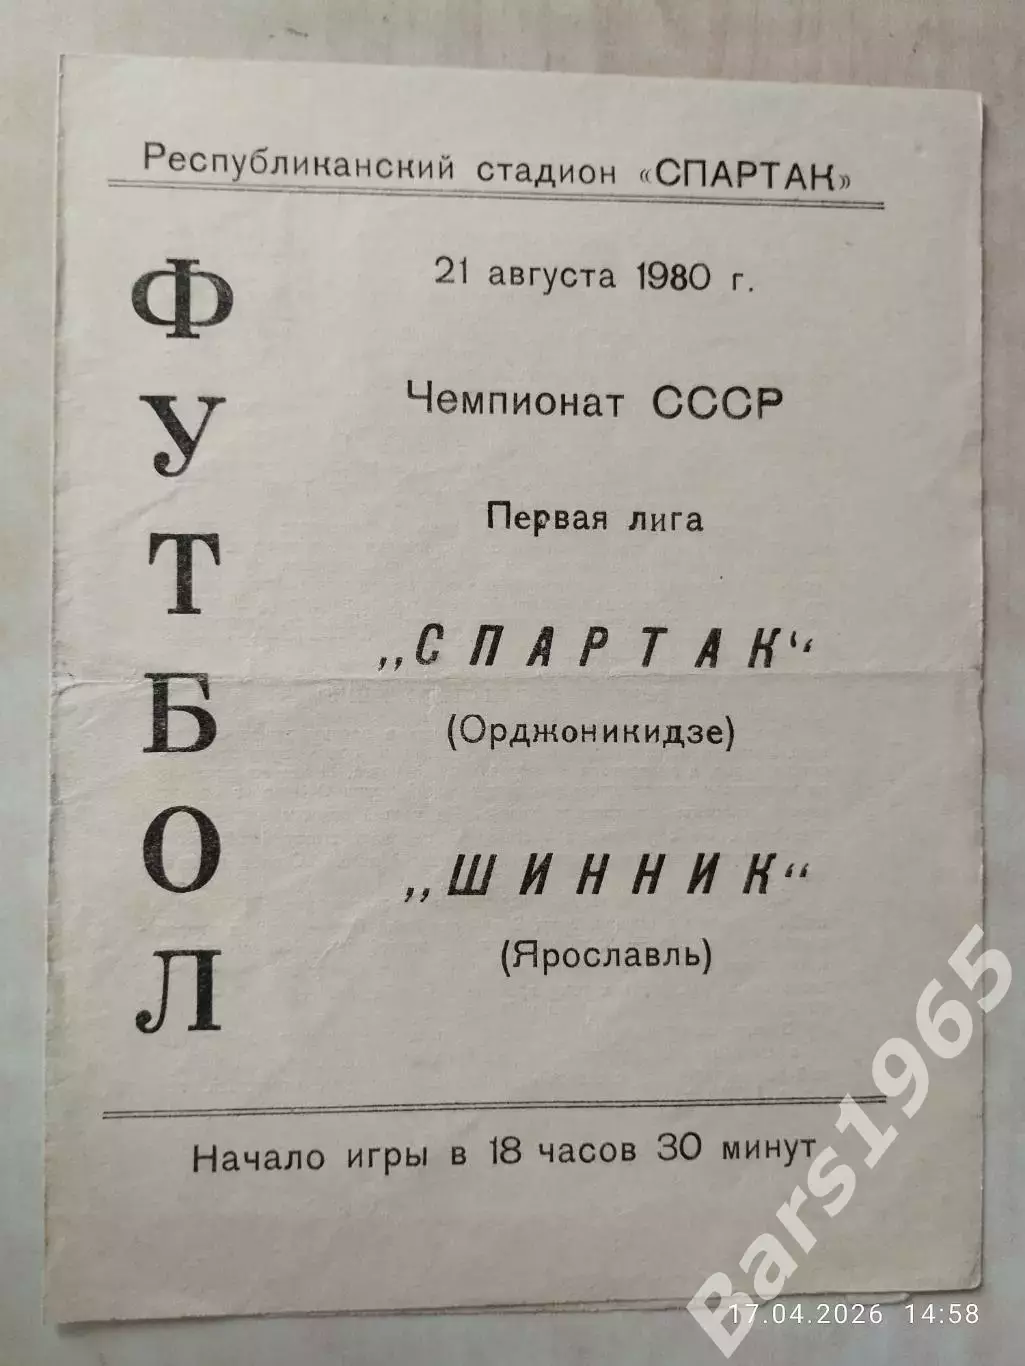 Республиканский стадион «СПАРТАК»
ФУТБОЛ
21 августа 1980 г.
Чемпионат СССР
Первая лига
„СПАРТАК“
(Орджоникидзе)
„ШИННИК“
(Ярославль)
Начало игры в 18 часов 30 минут
Bars1965
17.04.2026 14:58